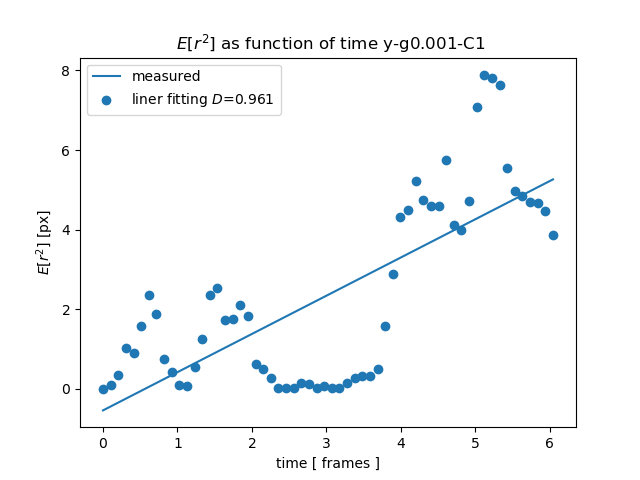 E[r²] as function of time y-g0.001-C1
measured
liner fitting D=0.961
8
6
4
2
0
E[r²] [px]
0 1 2 3 4 5 6
time [ frames ]